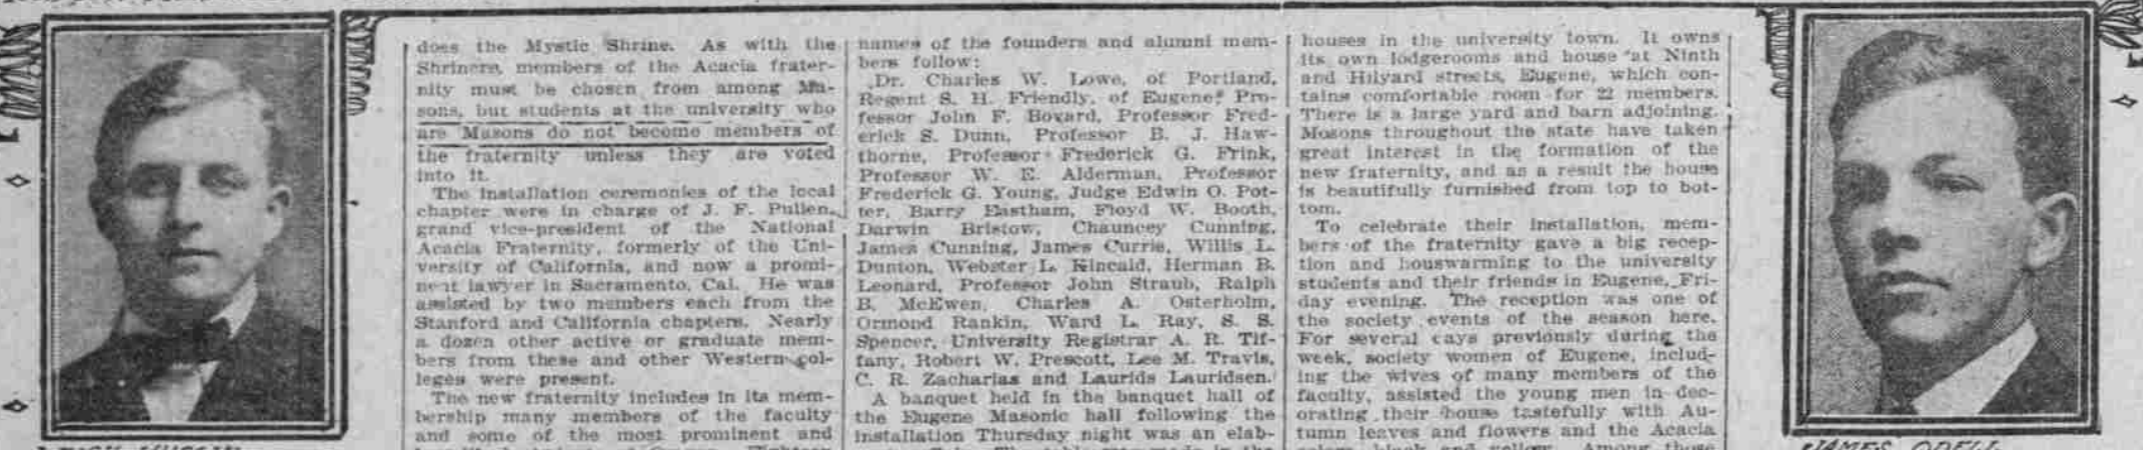 does the Mystic Shrine. As with the
Shriners, members of the Acacia frater-
nity must be chosen from among Ma-
sons, but students at the university who
are Masons do not become members of
the fraternity unless they are voted
into it.
The installation ceremonies of the local
chapter were in charge of J. F. Pullen,
grand vice-president of the National
Acacia Fraternity, formerly of the Uni-
versity of California, and now a promi-
nent lawyer in Sacramento, Cal. He was
assisted by two members each from the
Stanford and California chapters. Nearly
a dozen other active or graduate mem-
bers from these and other Western col-
leges were present.
The new fraternity includes in its mem-
bership many members of the faculty
and some of the most prominent and
names of the founders and alumni mem-
bers follow:
Dr. Charles W. Lowe, of Portland,
Regent S. H. Friendly, of Eugene; Pro-
fessor John F. Bovard, Professor Fred-
erick S. Dunn, Professor B. J. Haw-
thorne, Professor Frederick G. Frink,
Professor W. E. Alderman, Professor
Frederick G. Young, Judge Edwin O. Pot-
ter, Barry Eastham, Floyd W. Booth,
Darwin Bristow, Chauncey Cunning,
James Cunning, James Currie, Willis L.
Dunton, Webster L. Kincaid, Herman B.
Leonard, Professor John Straub, Ralph
B. McEwen, Charles A. Osterholm,
Ormond Rankin, Ward L. Ray, S. S.
Spencer, University Registrar A. R. Tif-
fany, Robert W. Prescott, Lee M. Travis,
C. R. Zacharias and Laurids Lauridsen.
A banquet held in the banquet hall of
the Eugene Masonic hall following the
installation Thursday night was an elab-
houses in the university town. It owns
its own lodgerooms and house at Ninth
and Hilyard streets, Eugene, which con-
tains comfortable room for 22 members.
There is a large yard and barn adjoining.
Mosons throughout the state have taken
great interest in the formation of the
new fraternity, and as a result the house
is beautifully furnished from top to bot-
tom.
To celebrate their installation, mem-
bers of the fraternity gave a big recep-
tion and houswarming to the university
students and their friends in Eugene, Fri-
day evening. The reception was one of
the society events of the season here.
For several cays previously during the
week, society women of Eugene, includ-
ing the wives of many members of the
faculty, assisted the young men in dec-
orating their house tastefully with Au-
tumn leaves and flowers and the Acacia
colors, black and yellow. Among those
JAMES ODELL